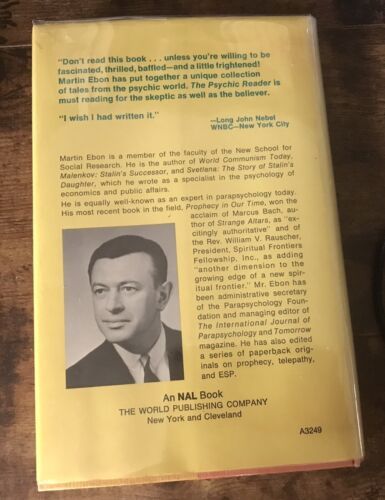 "Don't read this book . . . unless you're willing to be
fascinated, thrilled, baffled—and a little frightened!
Martin Ebon has put together a unique collection
of tales from the psychic world. The Psychic Reader is
must reading for the skeptic as well as the believer.
"I wish I had written it."
—Long John Nebel
WNBC—New York City
Martin Ebon is a member of the faculty of the New School for
Social Research. He is the author of World Communism Today,
Malenkov: Stalin's Successor, and Svetlana: The Story of Stalin's
Daughter, which he wrote as a specialist in the psychology of
economics and public affairs.
He is equally well-known as an expert in parapsychology today.
His most recent book in the field, Prophecy in Our Time, won the
acclaim of Marcus Bach, au-
thor of Strange Altars, as "ex-
citingly authoritative" and of
the Rev. William V. Rauscher,
President, Spiritual Frontiers
Fellowship, Inc., as adding
"another dimension to the
growing edge of a new spir-
itual frontier." Mr. Ebon has
been administrative secretary
of the Parapsychology Foun-
dation and managing editor of
The International Journal of
Parapsychology and Tomorrow
magazine. He has also edited
a series of paperback orig-
inals on prophecy, telepathy,
and ESP.
An NAL Book
THE WORLD PUBLISHING COMPANY
New York and Cleveland
A3249